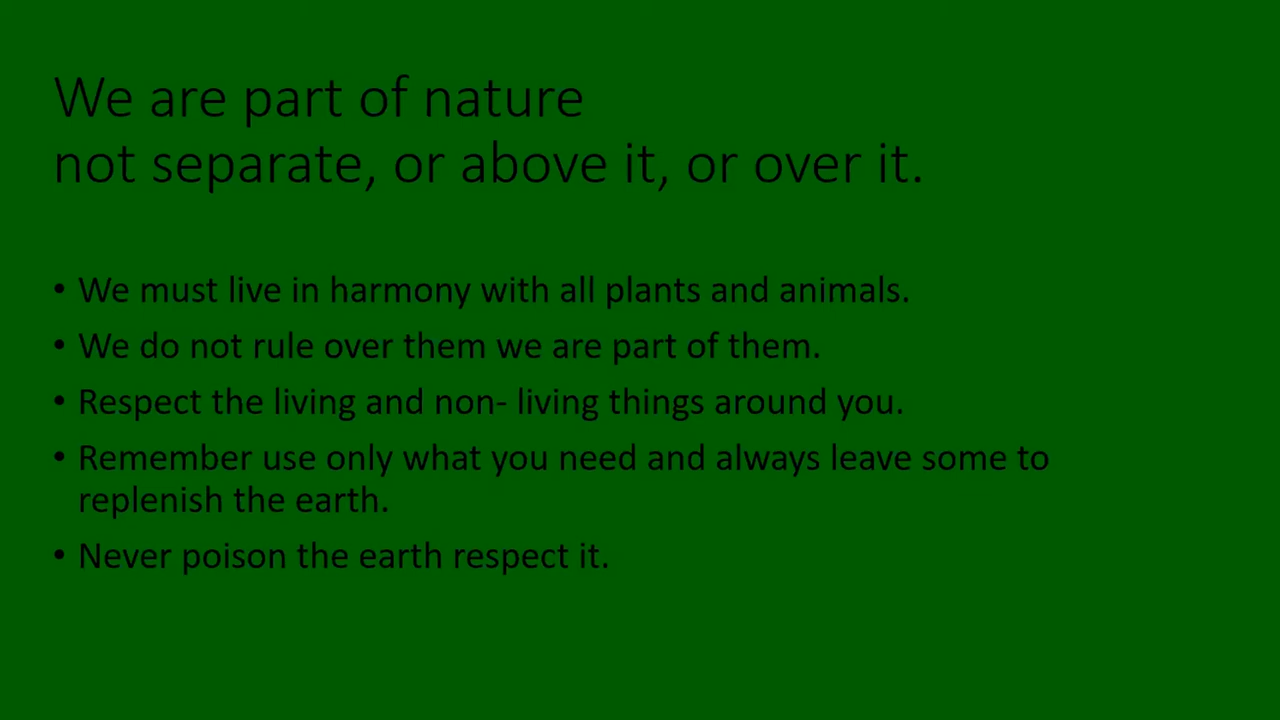 We are part of nature
not separate, or above it, or over it.
• We must live in harmony with all plants and animals.
• We do not rule over them we are part of them.
• Respect the living and non- living things around you.
• Remember use only what you need and always leave some to
replenish the earth.
• Never poison the earth respect it.